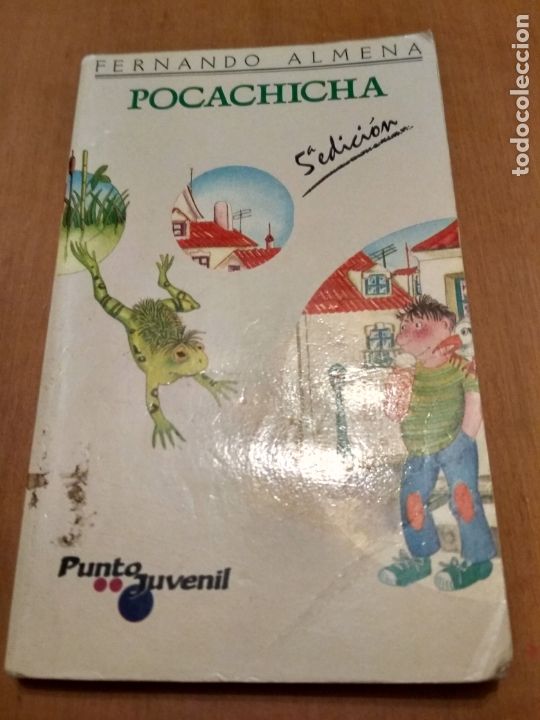 FERNANDO ALMENA
POCACHICHA
5ª edición
Punto
Juvenil
todocoleccion